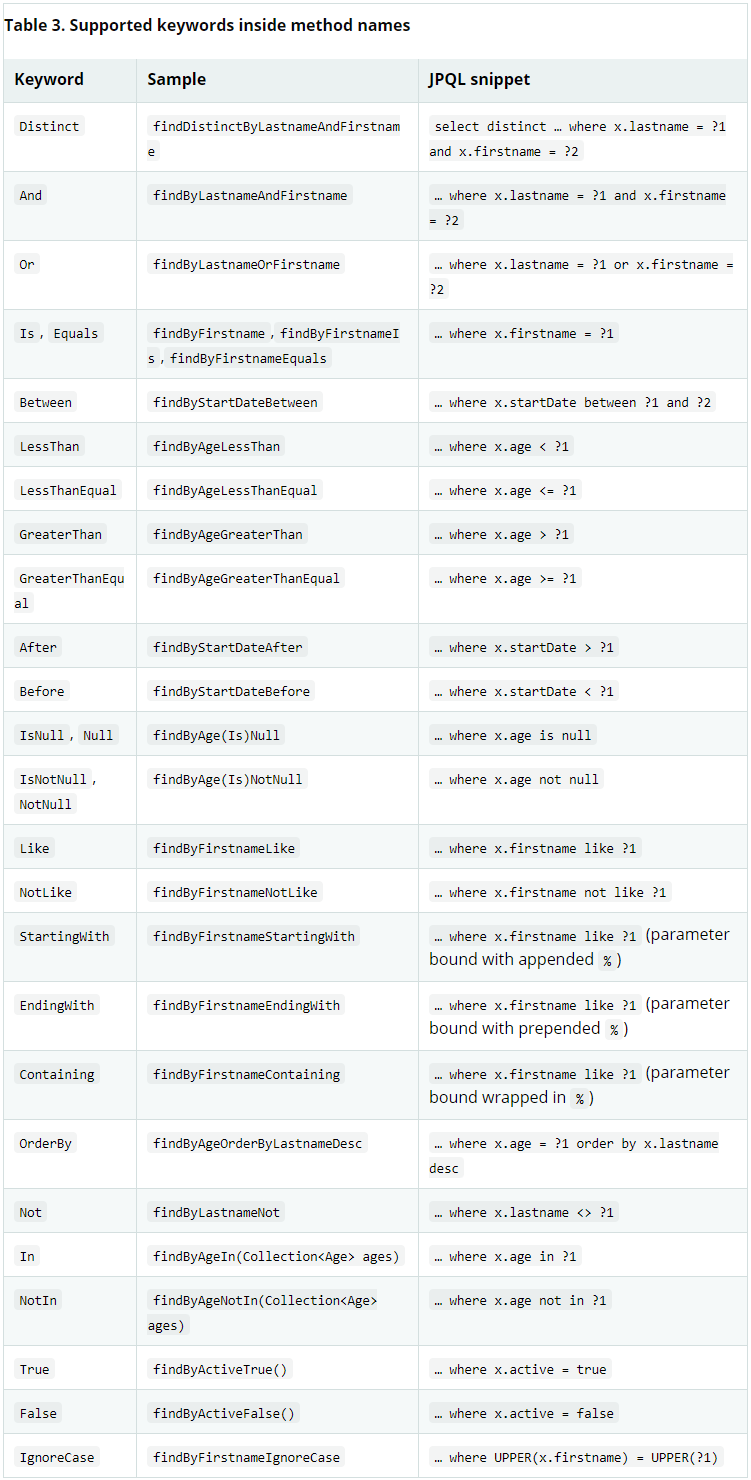 Table 3. Supported keywords inside method names
Keyword Sample JPQL snippet
Distinct findDistinctByLastnameAndFirstnam select distinct … where x.lastname = ?1
e and x.firstname = ?2
And findByLastnameAndFirstname … where x.lastname = ?1 and x.firstname
= ?2
Or findByLastnameOrFirstname … where x.lastname = ?1 or x.firstname =
?2
Is, Equals findByFirstname,findByFirstnameI … where x.firstname = ?1
s,findByFirstnameEquals
Between findByStartDateBetween … where x.startDate between ?1 and ?2
LessThan findByAgeLessThan … where x.age < ?1
LessThanEqual findByAgeLessThanEqual … where x.age <= ?1
GreaterThan findByAgeGreaterThan … where x.age > ?1
GreaterThanEqu findByAgeGreaterThanEqual … where x.age >= ?1
al
After findByStartDateAfter … where x.startDate > ?1
Before findByStartDateBefore … where x.startDate < ?1
IsNull, Null findByAge(Is)Null … where x.age is null
IsNotNull, findByAge(Is)NotNull … where x.age not null
NotNull
Like findByFirstnameLike … where x.firstname like ?1
NotLike findByFirstnameNotLike … where x.firstname not like ?1
StartingWith findByFirstnameStartingWith … where x.firstname like ?1 (parameter
bound with appended %)
EndingWith findByFirstnameEndingWith … where x.firstname like ?1 (parameter
bound with prepended %)
Containing findByFirstnameContaining … where x.firstname like ?1 (parameter
bound wrapped in %)
OrderBy findByAgeOrderByLastnameDesc … where x.age = ?1 order by x.lastname
desc
Not findByLastnameNot … where x.lastname <> ?1
In findByAgeIn(Collection<Age> ages) … where x.age in ?1
NotIn findByAgeNotIn(Collection<Age> … where x.age not in ?1
ages)
True findByActiveTrue() … where x.active = true
False findByActiveFalse() … where x.active = false
IgnoreCase findByFirstnameIgnoreCase … where UPPER(x.firstname) = UPPER(?1)